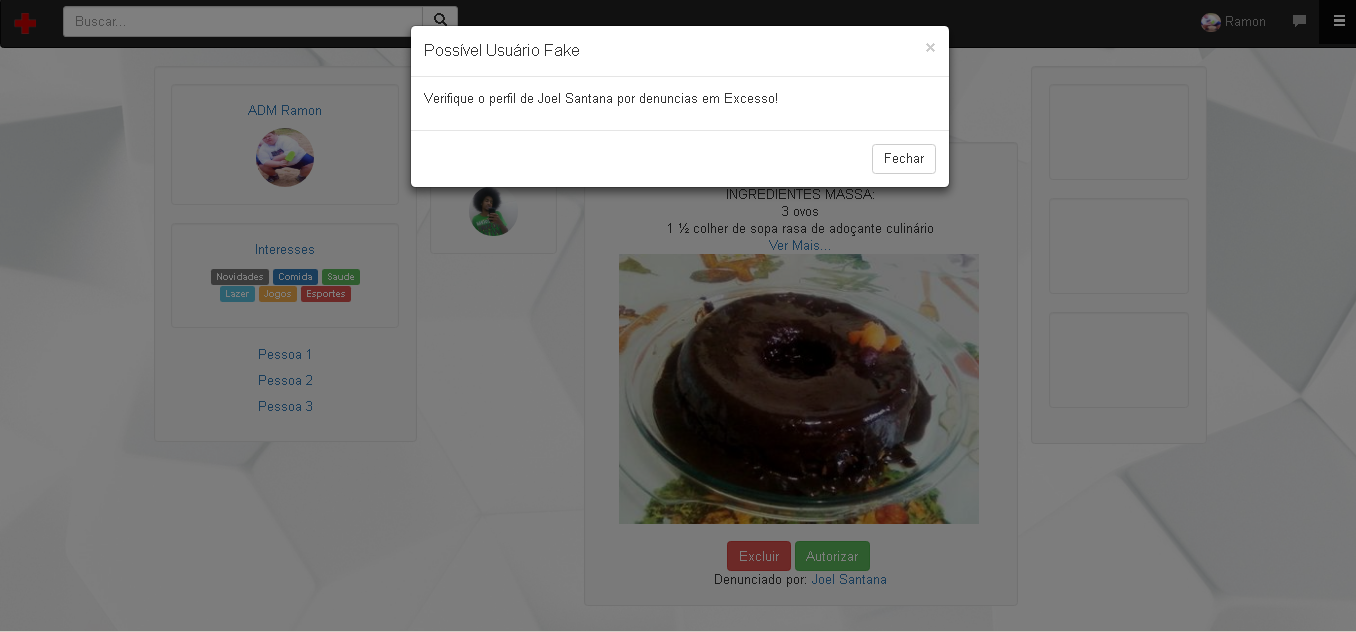 Buscar...
Ramon
Possível Usuário Fake
×
Verifique o perfil de Joel Santana por denuncias em Excesso!
Fechar
ADM Ramon
Interesses
Novidades Comida Saude
Lazer Jogos Esportes
Pessoa 1
Pessoa 2
Pessoa 3
INGREDIENTES MASSA:
3 ovos
1 ½ colher de sopa rasa de adoçante culinário
Ver Mais...
Excluir Autorizar
Denunciado por: Joel Santana